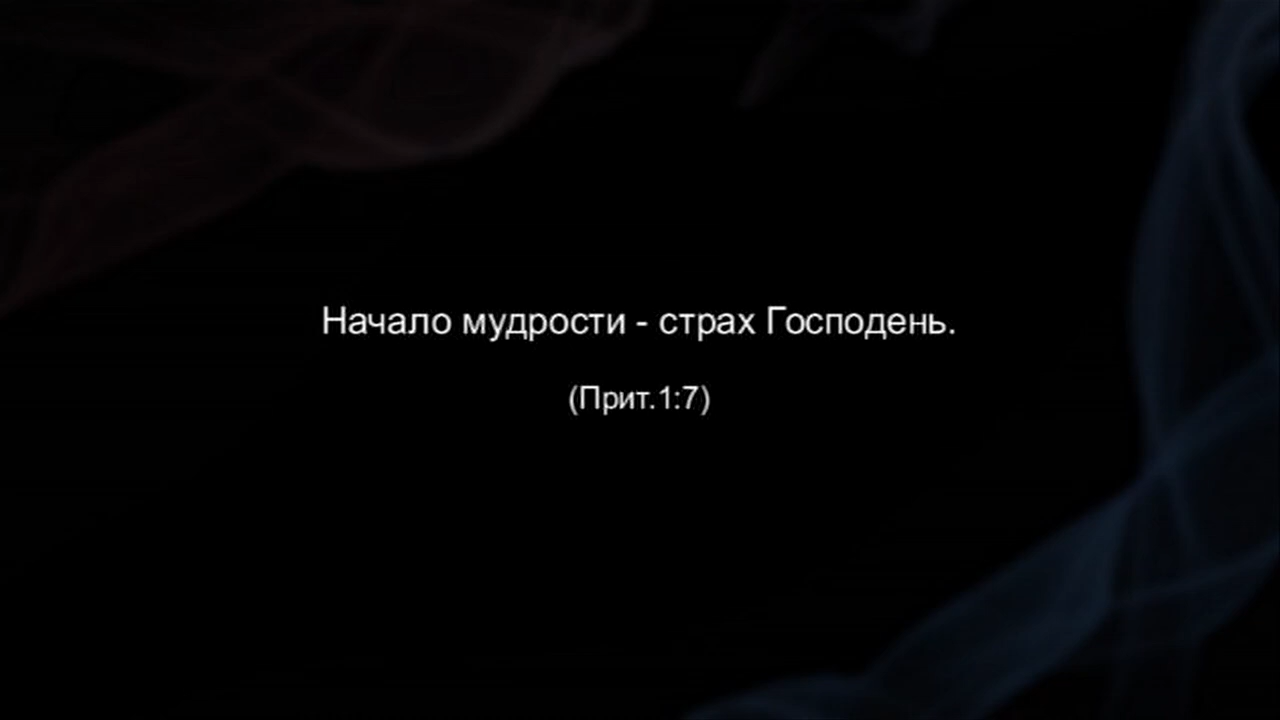 Начало мудрости - страх Господень.
(Прит.1:7)